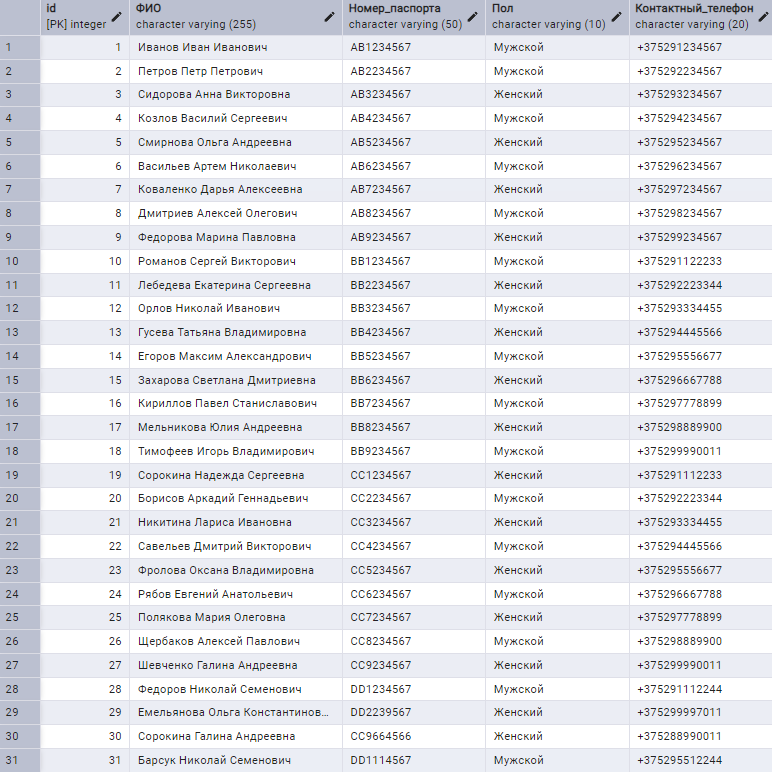 id ФИО Номер_паспорта Пол Контактный_телефон
[PK] integer character varying (255) character varying (50) character varying (10) character varying (20)
1 1 Иванов Иван Иванович AB1234567 Мужской +375291234567
2 2 Петров Петр Петрович AB2234567 Мужской +375292234567
3 3 Сидорова Анна Викторовна AB3234567 Женский +375293234567
4 4 Козлов Василий Сергеевич AB4234567 Мужской +375294234567
5 5 Смирнова Ольга Андреевна AB5234567 Женский +375295234567
6 6 Васильев Артем Николаевич AB6234567 Мужской +375296234567
7 7 Коваленко Дарья Алексеевна AB7234567 Женский +375297234567
8 8 Дмитриев Алексей Олегович AB8234567 Мужской +375298234567
9 9 Федорова Марина Павловна AB9234567 Женский +375299234567
10 10 Романов Сергей Викторович BB1234567 Мужской +375291122233
11 11 Лебедева Екатерина Сергеевна BB2234567 Женский +375292223344
12 12 Орлов Николай Иванович BB3234567 Мужской +375293334455
13 13 Гусева Татьяна Владимировна BB4234567 Женский +375294445566
14 14 Егоров Максим Александрович BB5234567 Мужской +375295556677
15 15 Захарова Светлана Дмитриевна BB6234567 Женский +375296667788
16 16 Кириллов Павел Станиславович BB7234567 Мужской +375297778899
17 17 Мельникова Юлия Андреевна BB8234567 Женский +375298889900
18 18 Тимофеев Игорь Владимирович BB9234567 Мужской +375299990011
19 19 Сорокина Надежда Сергеевна CC1234567 Женский +375291112233
20 20 Борисов Аркадий Геннадьевич CC2234567 Мужской +375292223344
21 21 Никитина Лариса Ивановна CC3234567 Женский +375293334455
22 22 Савельев Дмитрий Викторович CC4234567 Мужской +375294445566
23 23 Фролова Оксана Владимировна CC5234567 Женский +375295556677
24 24 Рябов Евгений Анатольевич CC6234567 Мужской +375296667788
25 25 Полякова Мария Олеговна CC7234567 Женский +375297778899
26 26 Щербаков Алексей Павлович CC8234567 Мужской +375298889900
27 27 Шевченко Галина Андреевна CC9234567 Женский +375299990011
28 28 Федоров Николай Семенович DD1234567 Мужской +375291112244
29 29 Емельянова Ольга Константинов... DD2239567 Женский +375299997011
30 30 Сорокина Галина Андреевна CC9664566 Женский +375288990011
31 31 Барсук Николай Семенович DD1114567 Мужской +375295512244